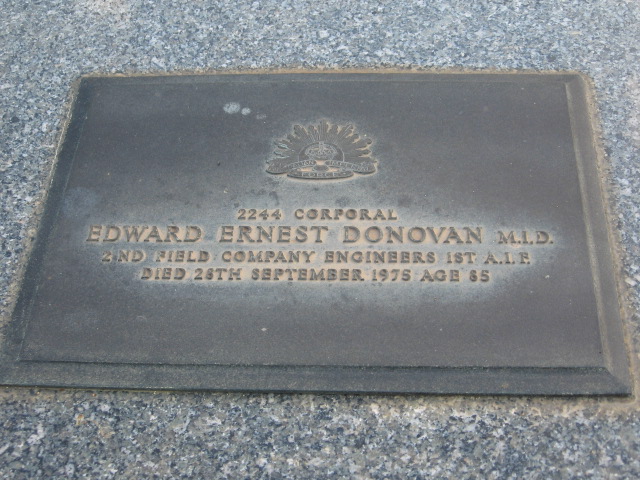 2244 CORPORAL
EDWARD ERNEST DONOVAN M.I.D.
2ND FIELD COMPANY ENGINEERS 1ST A.I.F.
DIED 26TH SEPTEMBER 1975 AGE 85